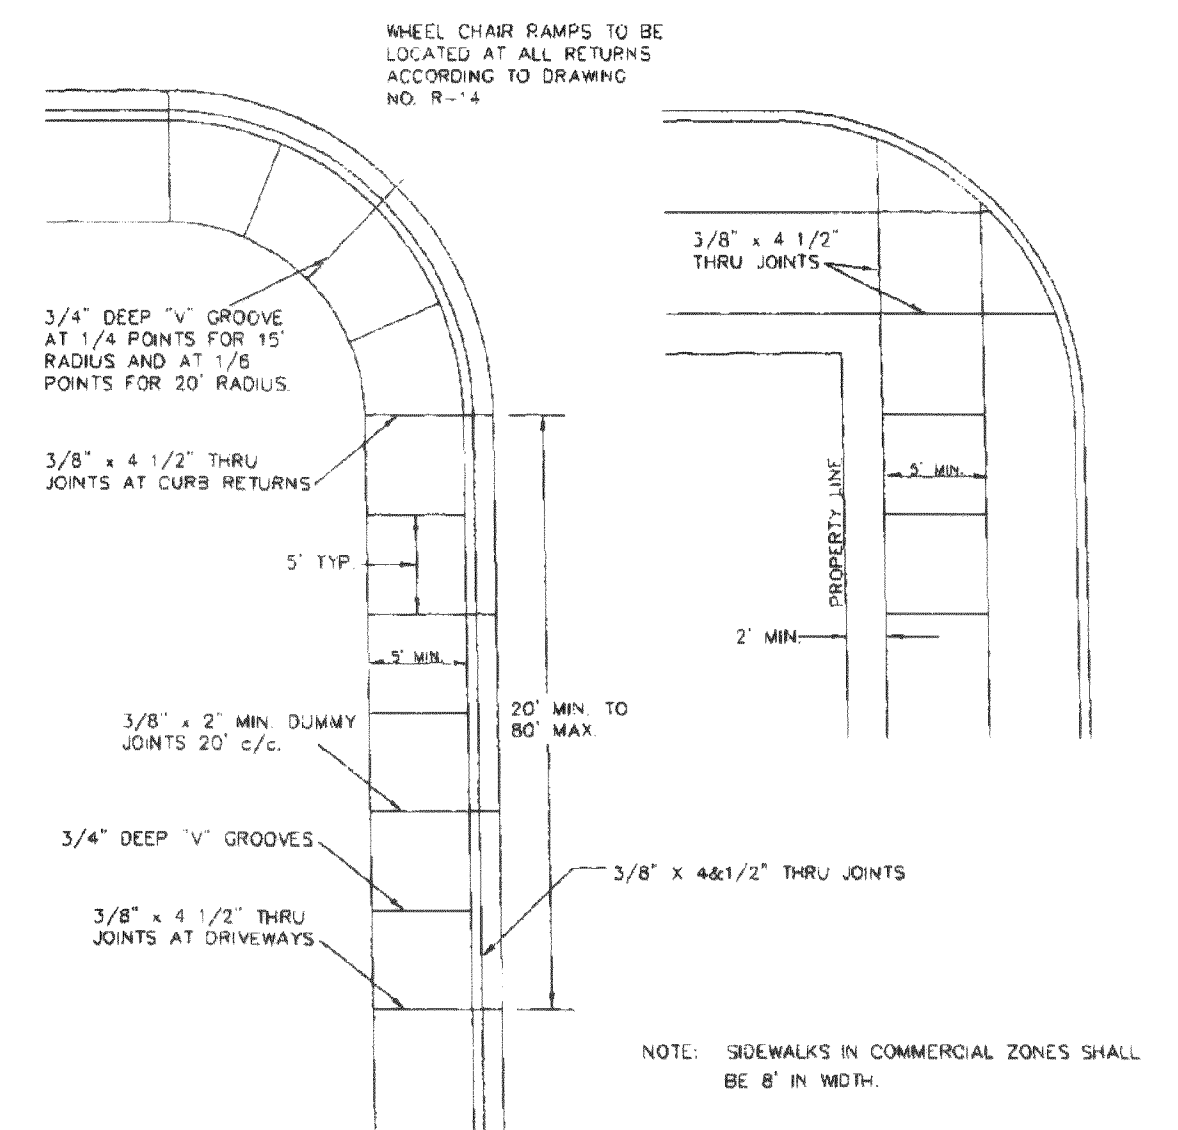 WHEEL CHAIR RAMPS TO BE
LOCATED AT ALL RETURNS
ACCORDING TO DRAWING
NO. R-14
3/4" DEEP "V" GROOVE
AT 1/4 POINTS FOR 15'
RADIUS AND AT 1/6
POINTS FOR 20' RADIUS.
3/8" x 4 1/2" THRU
JOINTS AT CURB RETURNS
5' TYP.
5' MIN.
3/8" x 2" MIN. DUMMY
JOINTS 20' c/c.
20' MIN. TO
80' MAX.
3/4" DEEP "V" GROOVES
3/8" x 4 1/2" THRU
JOINTS AT DRIVEWAYS
3/8" X 4&1/2" THRU JOINTS
3/8" x 4 1/2"
THRU JOINTS
5' MIN.
PROPERTY LINE
2' MIN.
NOTE: SIDEWALKS IN COMMERCIAL ZONES SHALL
BE 8' IN WIDTH.